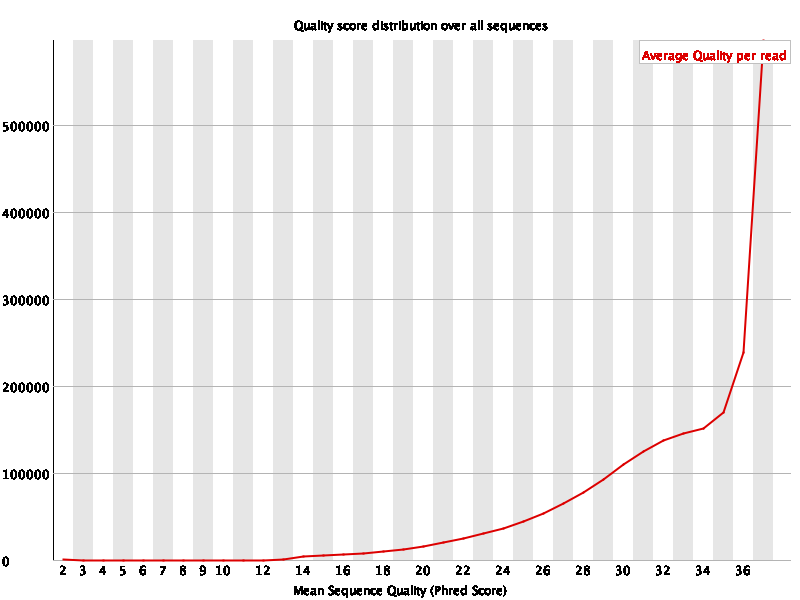 Quality score distribution over all sequences
Average Quality per read
500000
400000
300000
200000
100000
0
2 3 4 5 6 7 8 9 10 12 14 16 18 20 22 24 26 28 30 32 34 36
Mean Sequence Quality (Phred Score)